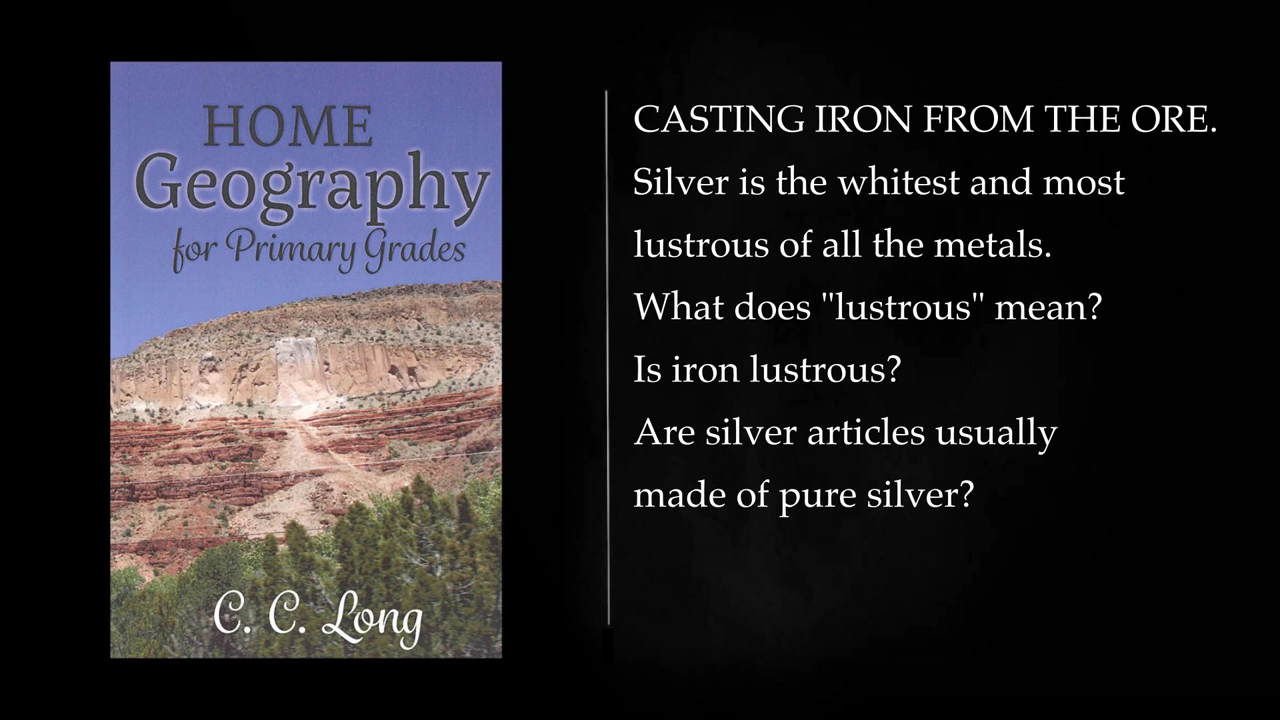 HOME
Geography
for Primary Grades
C. C. Long
CASTING IRON FROM THE ORE.
Silver is the whitest and most
lustrous of all the metals.
What does "lustrous" mean?
Is iron lustrous?
Are silver articles usually
made of pure silver?